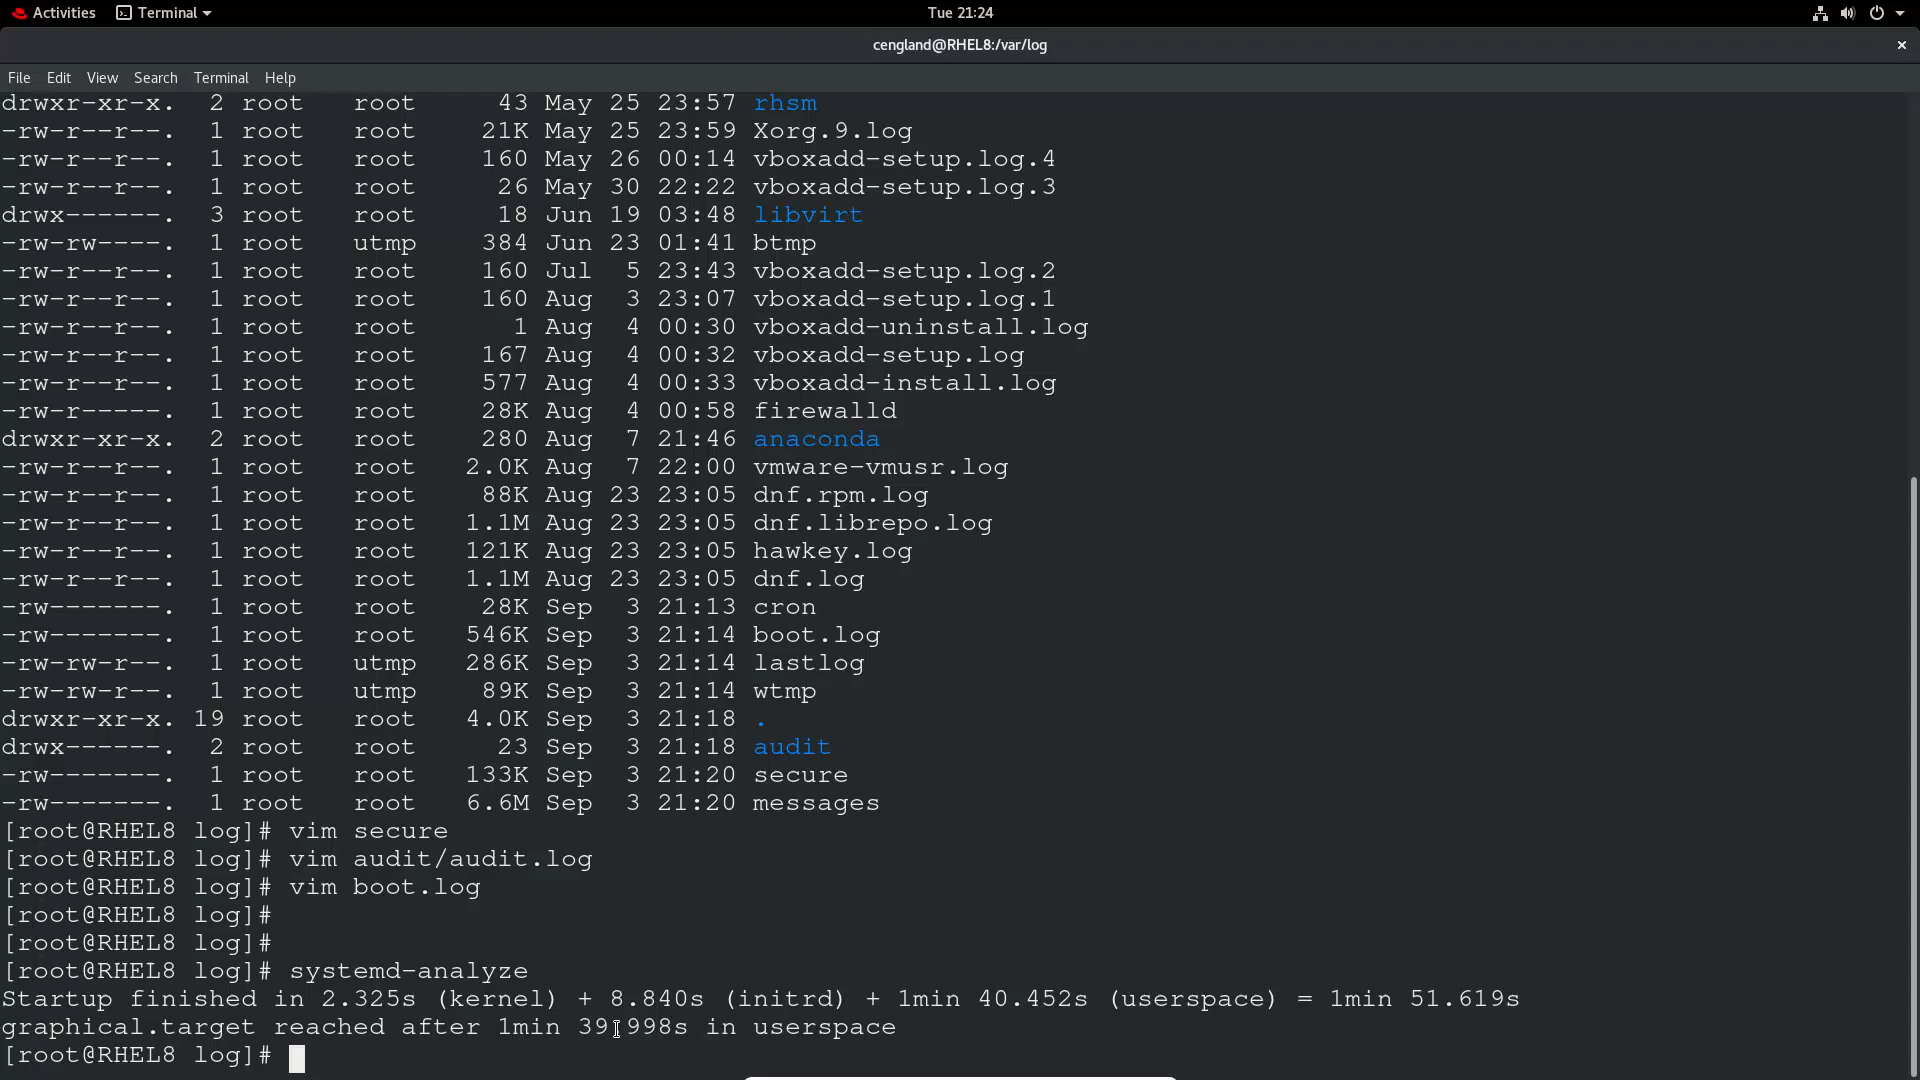 Activities Terminal Tue 21:24
cengland@RHEL8:/var/log
File Edit View Search Terminal Help
drwxr-xr-x. 2 root root 43 May 25 23:57 rhsm
-rw-r--r--. 1 root root 21K May 25 23:59 Xorg.9.log
-rw-r--r--. 1 root root 160 May 26 00:14 vboxadd-setup.log.4
-rw-r--r--. 1 root root 26 May 30 22:22 vboxadd-setup.log.3
drwx------. 3 root root 18 Jun 19 03:48 libvirt
-rw-rw----. 1 root utmp 384 Jun 23 01:41 btmp
-rw-r--r--. 1 root root 160 Jul 5 23:43 vboxadd-setup.log.2
-rw-r--r--. 1 root root 160 Aug 3 23:07 vboxadd-setup.log.1
-rw-r--r--. 1 root root 1 Aug 4 00:30 vboxadd-uninstall.log
-rw-r--r--. 1 root root 167 Aug 4 00:32 vboxadd-setup.log
-rw-r--r--. 1 root root 577 Aug 4 00:33 vboxadd-install.log
-rw-r--r--. 1 root root 28K Aug 4 00:58 firewalld
drwxr-xr-x. 2 root root 280 Aug 7 21:46 anaconda
-rw-r--r--. 1 root root 2.0K Aug 7 22:00 vmware-vmusr.log
-rw-r--r--. 1 root root 88K Aug 23 23:05 dnf.rpm.log
-rw-r--r--. 1 root root 1.1M Aug 23 23:05 dnf.librepo.log
-rw-r--r--. 1 root root 121K Aug 23 23:05 hawkey.log
-rw-r--r--. 1 root root 1.1M Aug 23 23:05 dnf.log
-rw-------. 1 root root 28K Sep 3 21:13 cron
-rw-------. 1 root root 546K Sep 3 21:14 boot.log
-rw-rw-r--. 1 root utmp 286K Sep 3 21:14 lastlog
-rw-rw-r--. 1 root utmp 89K Sep 3 21:14 wtmp
drwxr-xr-x. 19 root root 4.0K Sep 3 21:18 .
drwx------. 2 root root 23 Sep 3 21:18 audit
-rw-------. 1 root root 133K Sep 3 21:20 secure
-rw-------. 1 root root 6.6M Sep 3 21:20 messages
[root@RHEL8 log]# vim secure
[root@RHEL8 log]# vim audit/audit.log
[root@RHEL8 log]# vim boot.log
[root@RHEL8 log]#
[root@RHEL8 log]#
[root@RHEL8 log]# systemd-analyze
Startup finished in 2.325s (kernel) + 8.840s (initrd) + 1min 40.452s (userspace) = 1min 51.619s
graphical.target reached after 1min 39.998s in userspace
[root@RHEL8 log]#